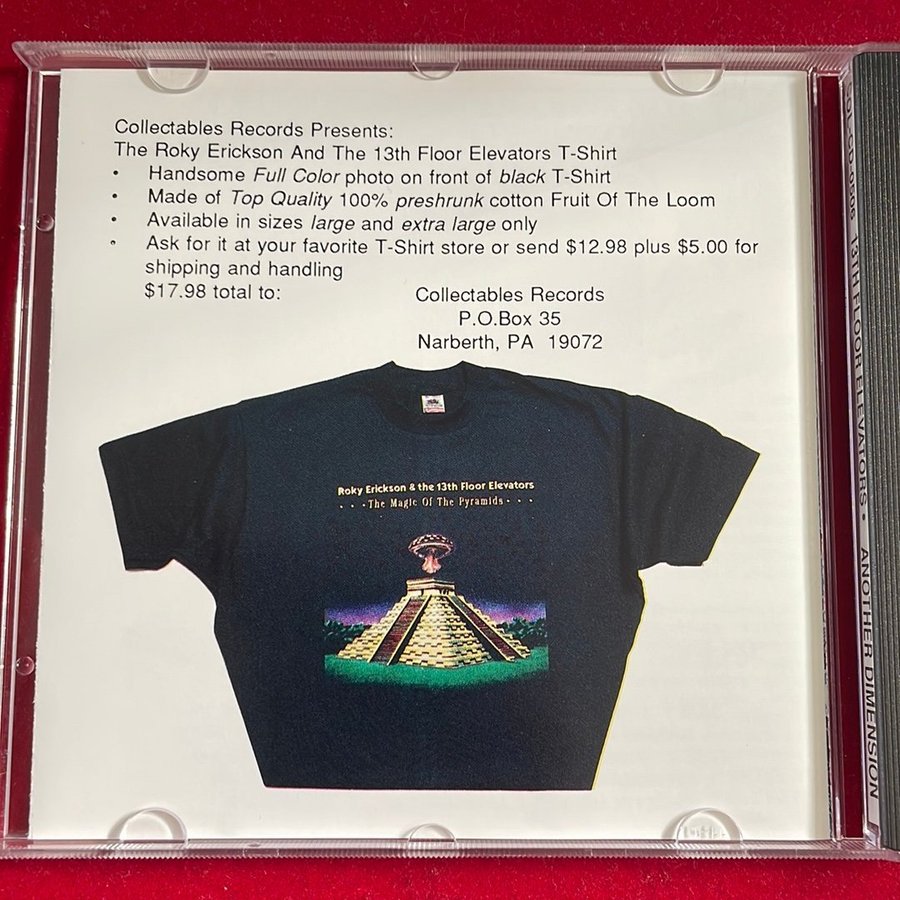 Collectables Records Presents:
The Roky Erickson And The 13th Floor Elevators T-Shirt
• Handsome Full Color photo on front of black T-Shirt
• Made of Top Quality 100% preshrunk cotton Fruit Of The Loom
• Available in sizes large and extra large only
• Ask for it at your favorite T-Shirt store or send $12.98 plus $5.00 for
shipping and handling
$17.98 total to:
Collectables Records
P.O.Box 35
Narberth, PA 19072
Roky Erickson & the 13th Floor Elevators
· · · The Magic Of The Pyramids · · ·
13TH FLOOR ELEVATORS • ANOTHER DIMENSION